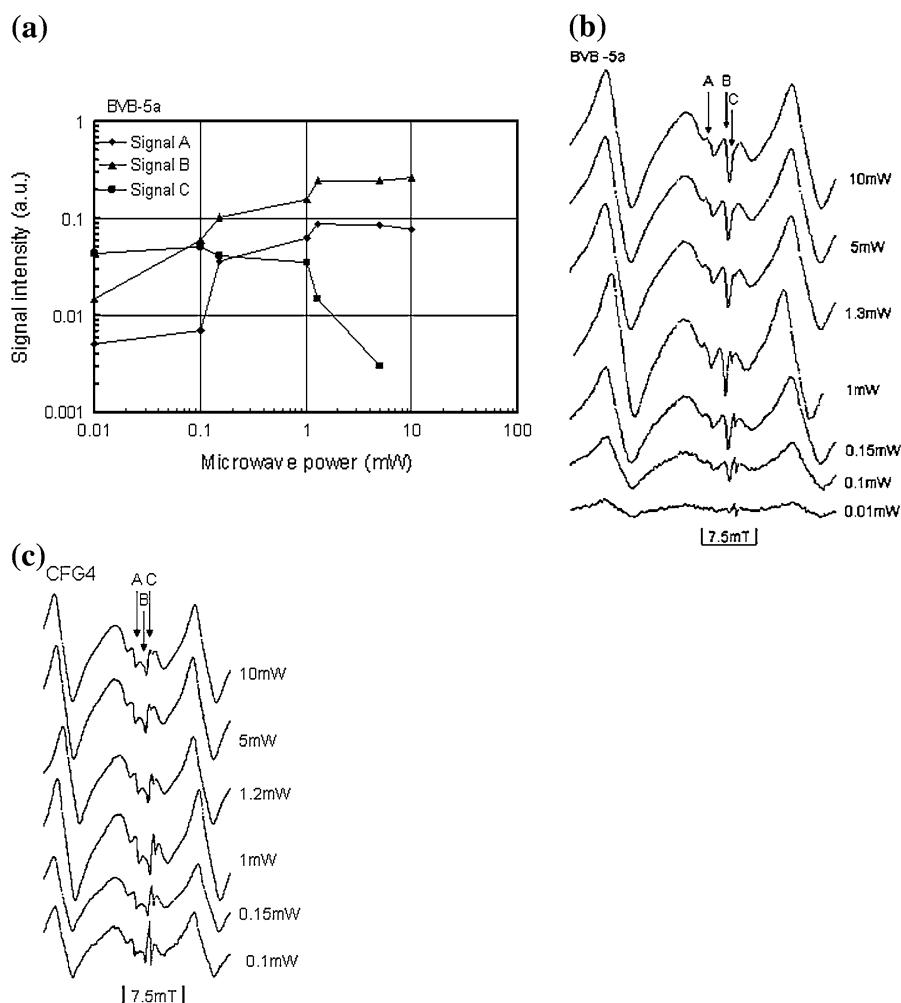 (a)
BVB-5a
1
0.1
0.01
0.001
Signal A
Signal B
Signal C
Signal intensity (a.u.)
0.01 0.1 1 10 100
Microwave power (mW)
(b)
BVB -5a
A B
C
10mW
5mW
1.3mW
1mW
0.15mW
0.1mW
0.01mW
7.5mT
(c)
CFG4
A C
B
10mW
5mW
1.2mW
1mW
0.15mW
0.1mW
7.5mT